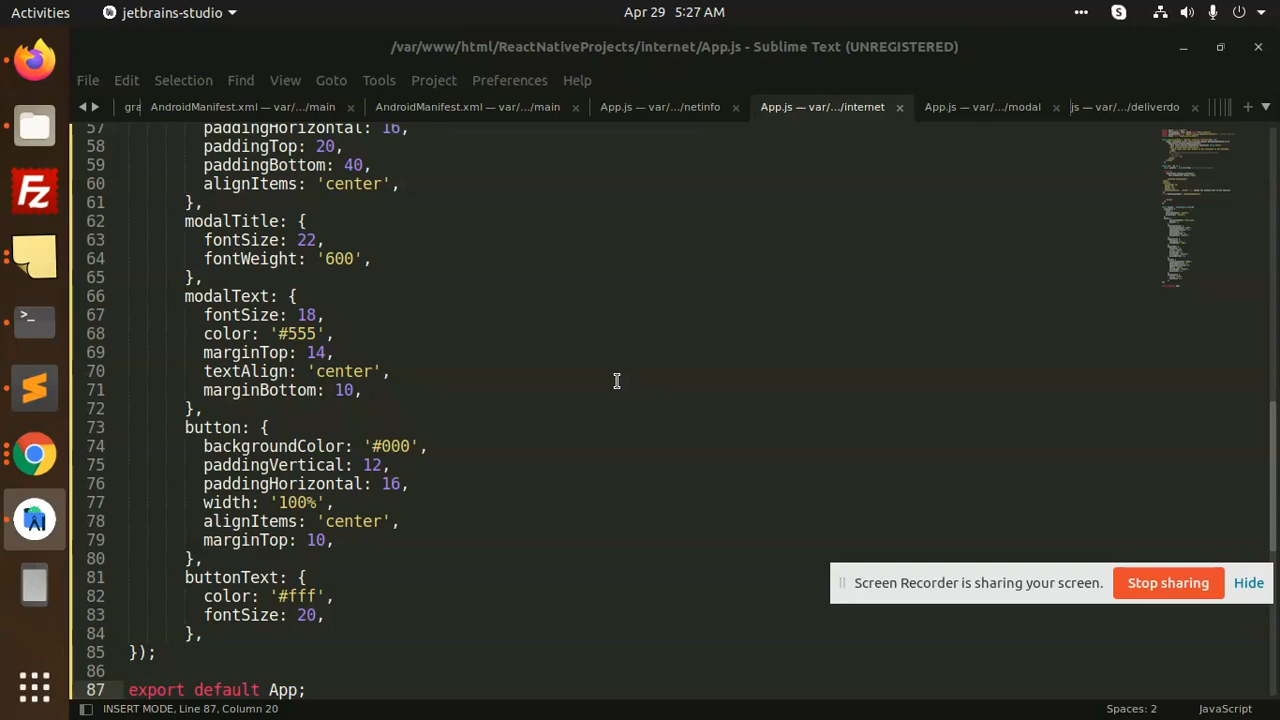 Activities
jetbrains-studio
Apr 29 5:27 AM
/var/www/html/ReactNativeProjects/internet/App.js - Sublime Text (UNREGISTERED)
File Edit Selection Find View Goto Tools Project Preferences Help
gra AndroidManifest.xml — var/…/main AndroidManifest.xml — var/…/main App.js — var/…/netinfo App.js — var/…/internet App.js — var/…/modal js — var/…/deliverdo
57 paddingHorizontal: 16,
58 paddingTop: 20,
59 paddingBottom: 40,
60 alignItems: 'center',
61 },
62 modalTitle: {
63 fontSize: 22,
64 fontWeight: '600',
65 },
66 modalText: {
67 fontSize: 18,
68 color: '#555',
69 marginTop: 14,
70 textAlign: 'center',
71 marginBottom: 10,
72 },
73 button: {
74 backgroundColor: '#000',
75 paddingVertical: 12,
76 paddingHorizontal: 16,
77 width: '100%',
78 alignItems: 'center',
79 marginTop: 10,
80 },
81 buttonText: {
82 color: '#fff',
83 fontSize: 20,
84 },
85 });
86
87 export default App;
Screen Recorder is sharing your screen. Stop sharing Hide
INSERT MODE, Line 87, Column 20
Spaces: 2
JavaScript